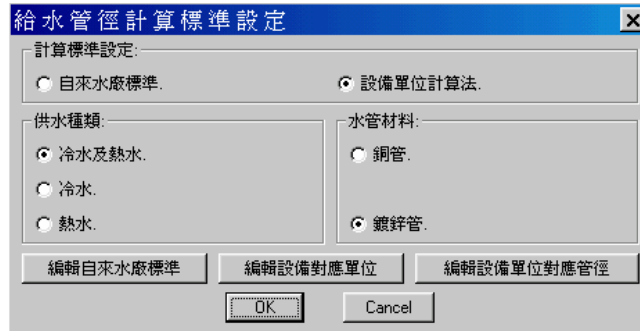 給水管徑計算標準設定
計算標準設定:
自來水廠標準.
設備單位計算法.
供水種類:
水管材料:
冷水及熱水.
銅管.
冷水.
熱水.
鍍鋅管.
編輯自來水廠標準
編輯設備對應單位
編輯設備單位對應管徑
OK
Cancel